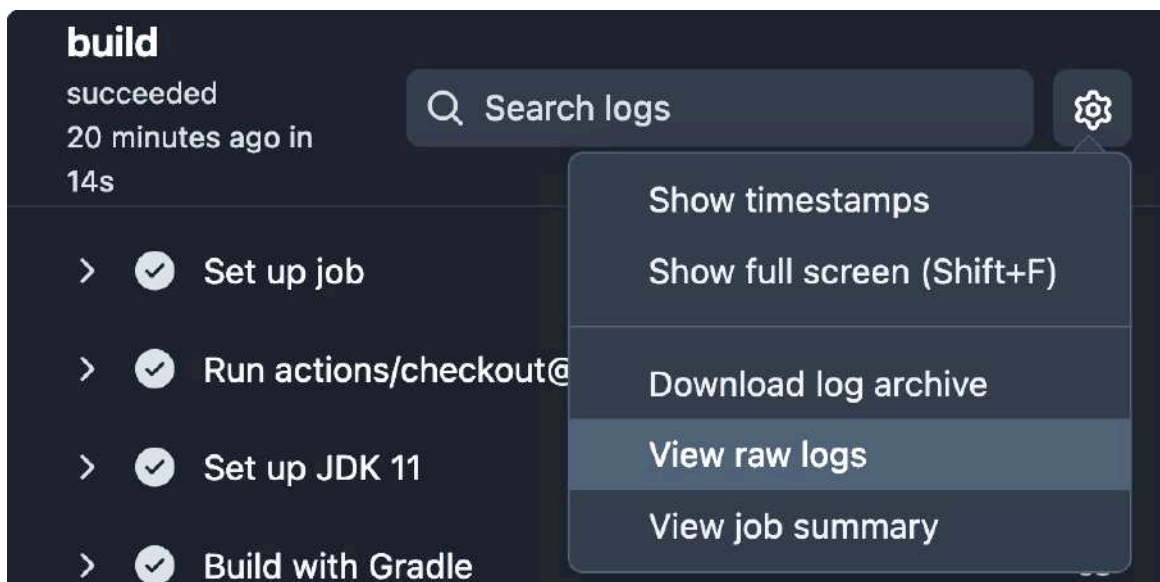 build
succeeded
20 minutes ago in
14s
Search logs
Show timestamps
Show full screen (Shift+F)
Download log archive
View raw logs
View job summary
Set up job
Run actions/checkout@
Set up JDK 11
Build with Gradle